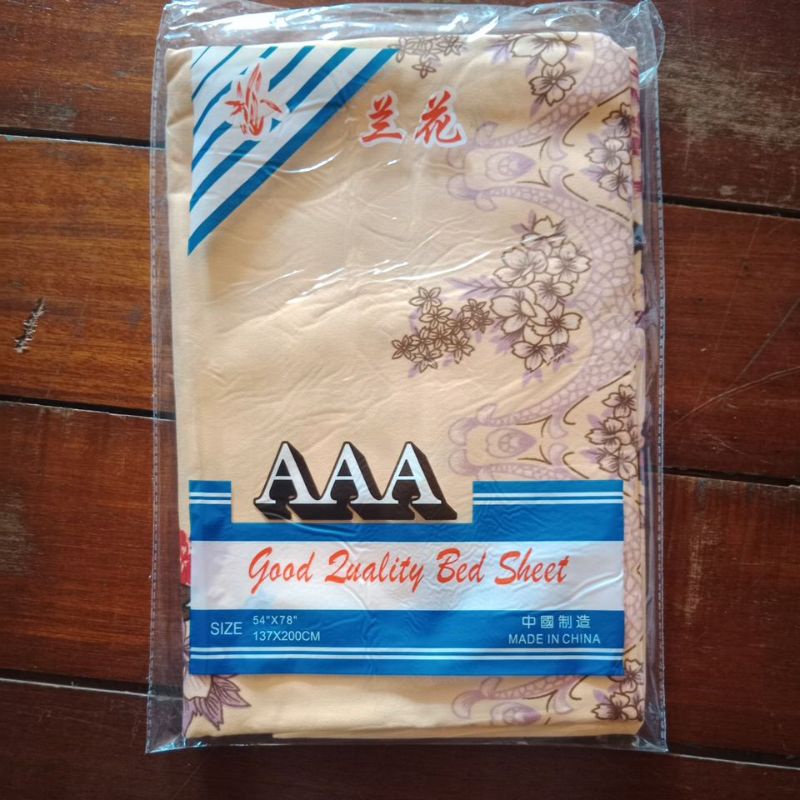 兰花
AAA
Good Quality Bed Sheet
SIZE
54"X78"
137X200CM
中國制造
MADE IN CHINA